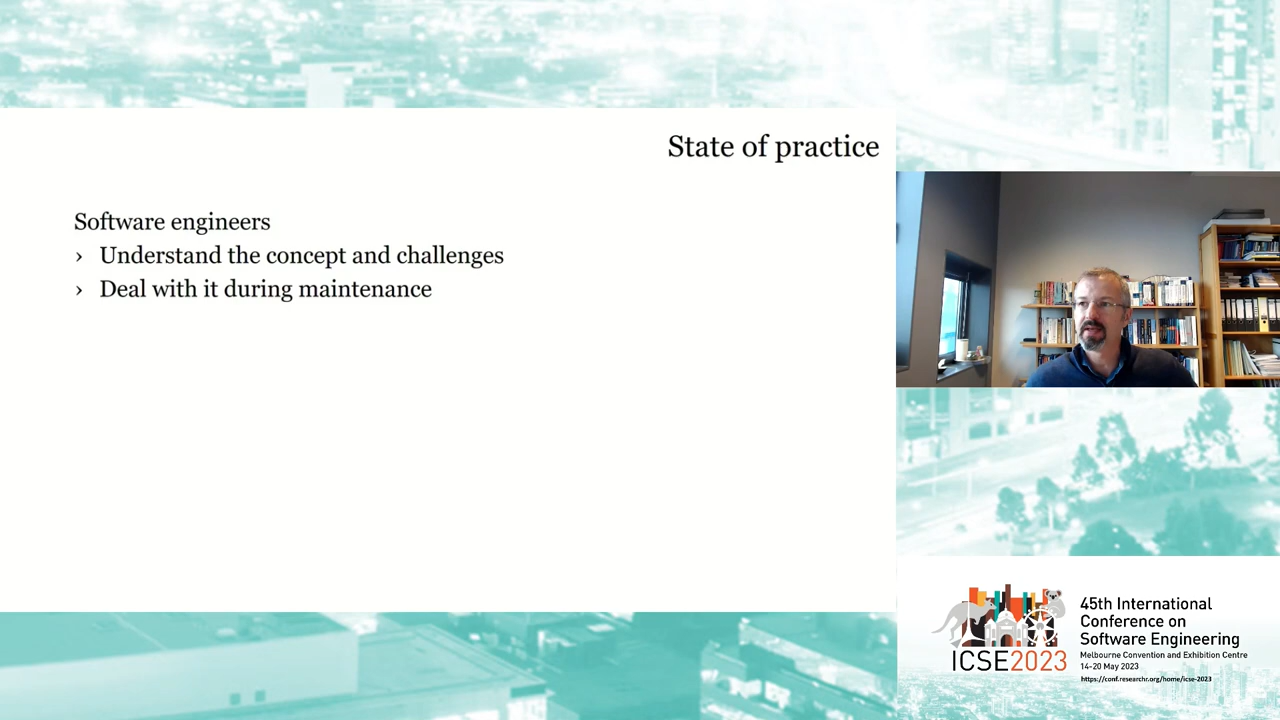 State of practice
Software engineers
› Understand the concept and challenges
› Deal with it during maintenance
45th International
Conference on
Software Engineering
Melbourne Convention and Exhibition Centre
14-20 May 2023
https://conf.researchr.org/home/icse-2023
ICSE2023